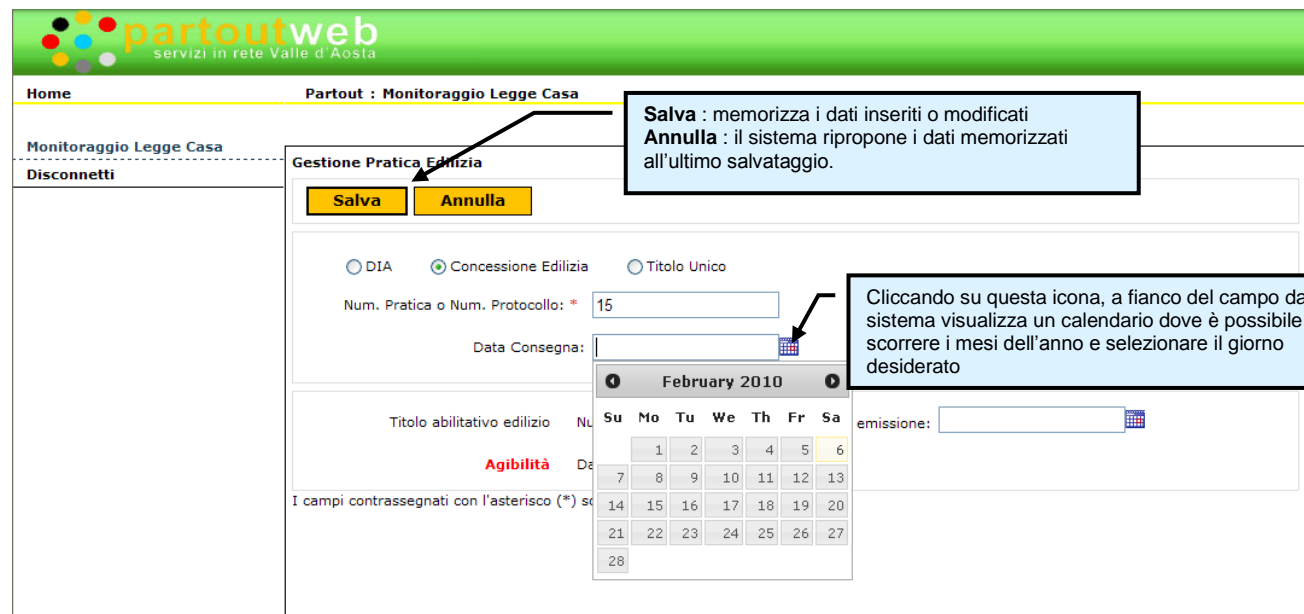 partoutweb
servizi in rete Valle d'Aosta
Home
Partout : Monitoraggio Legge Casa
Monitoraggio Legge Casa
Disconnetti
Salva : memorizza i dati inseriti o modificati
Annulla : il sistema ripropone i dati memorizzati
all'ultimo salvataggio.
Gestione Pratica Edilizia
Salva Annulla
DIA Concessione Edilizia Titolo Unico
Num. Pratica o Num. Protocollo: * 15
Data Consegna:
Cliccando su questa icona, a fianco del campo da
sistema visualizza un calendario dove è possibile
scorrere i mesi dell'anno e selezionare il giorno
desiderato
February 2010
Su Mo Tu We Th Fr Sa
1 2 3 4 5 6
7 8 9 10 11 12 13
14 15 16 17 18 19 20
21 22 23 24 25 26 27
28
Titolo abilitativo edilizio Nu emissione:
Agibilità Da
I campi contrassegnati con l'asterisco (*) so